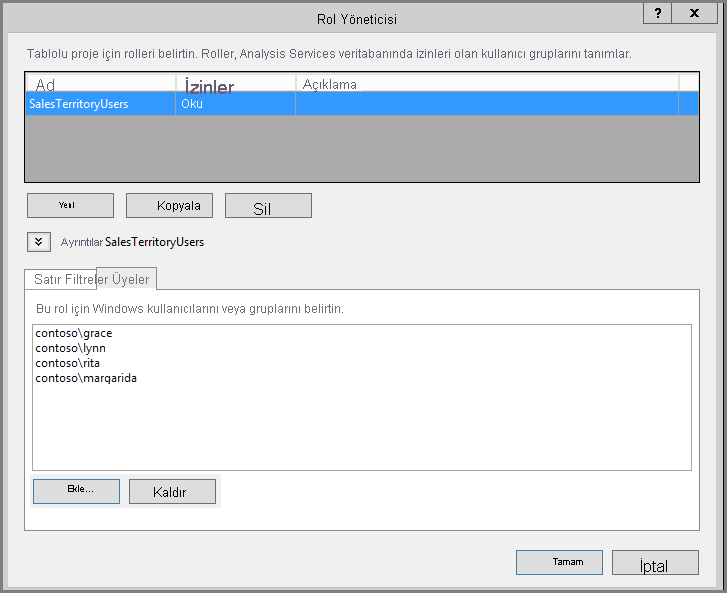 Rol Yöneticisi
? X
Tablolu proje için rolleri belirtin. Roller, Analysis Services veritabanında izinleri olan kullanıcı gruplarını tanımlar.
Ad İzinler Açıklama
SalesTerritoryUsers Oku
Yeni Kopyala Sil
Ayrıntılar SalesTerritoryUsers
Satır Filtreler Üyeler
Bu rol için Windows kullanıcılarını veya gruplarını belirtin.
contoso\grace
contoso\lynn
contoso\rita
contoso\margarida
Ekle... Kaldır
Tamam İptal